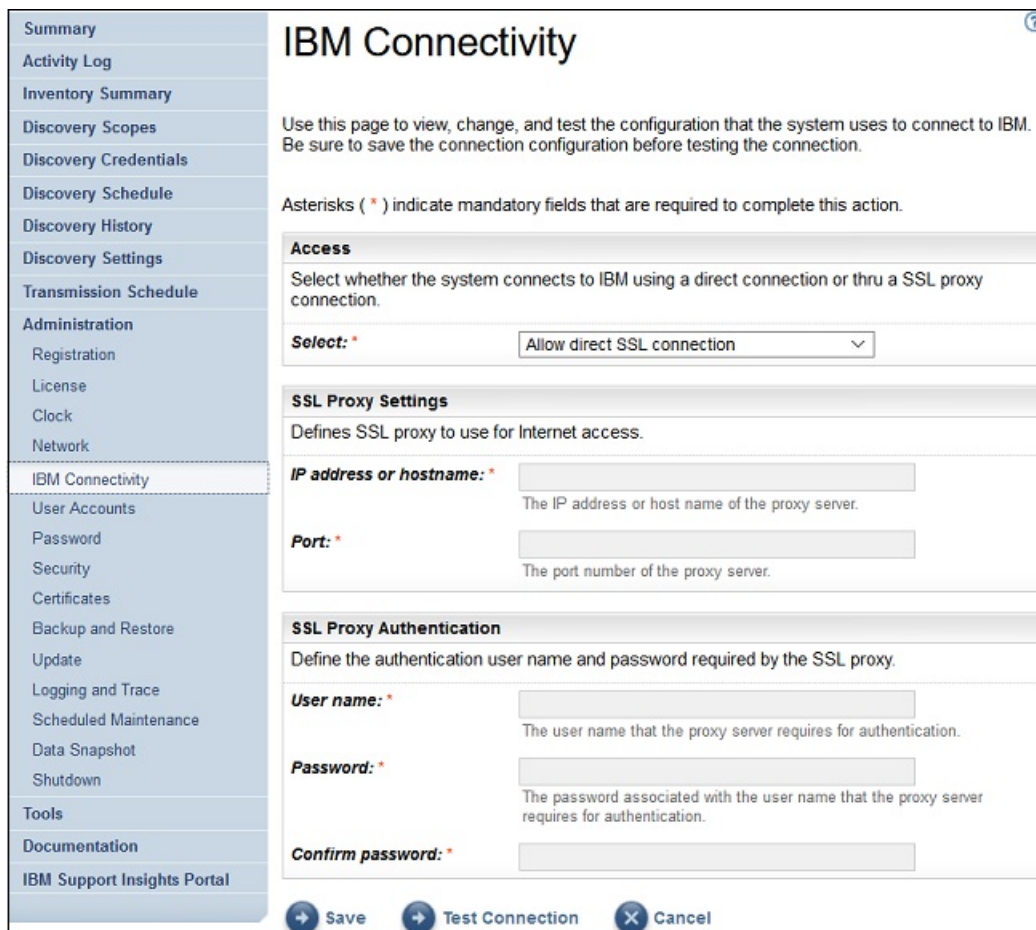 Summary
Activity Log
Inventory Summary
Discovery Scopes
Discovery Credentials
Discovery Schedule
Discovery History
Discovery Settings
Transmission Schedule
Administration
Registration
License
Clock
Network
IBM Connectivity
User Accounts
Password
Security
Certificates
Backup and Restore
Update
Logging and Trace
Scheduled Maintenance
Data Snapshot
Shutdown
Tools
Documentation
IBM Support Insights Portal
IBM Connectivity
?
Use this page to view, change, and test the configuration that the system uses to connect to IBM.
Be sure to save the connection configuration before testing the connection.
Asterisks ( * ) indicate mandatory fields that are required to complete this action.
Access
Select whether the system connects to IBM using a direct connection or thru a SSL proxy
connection.
Select: * Allow direct SSL connection
SSL Proxy Settings
Defines SSL proxy to use for Internet access.
IP address or hostname: *
The IP address or host name of the proxy server.
Port: *
The port number of the proxy server.
SSL Proxy Authentication
Define the authentication user name and password required by the SSL proxy.
User name: *
The user name that the proxy server requires for authentication.
Password: *
The password associated with the user name that the proxy server
requires for authentication.
Confirm password: *
Save Test Connection Cancel